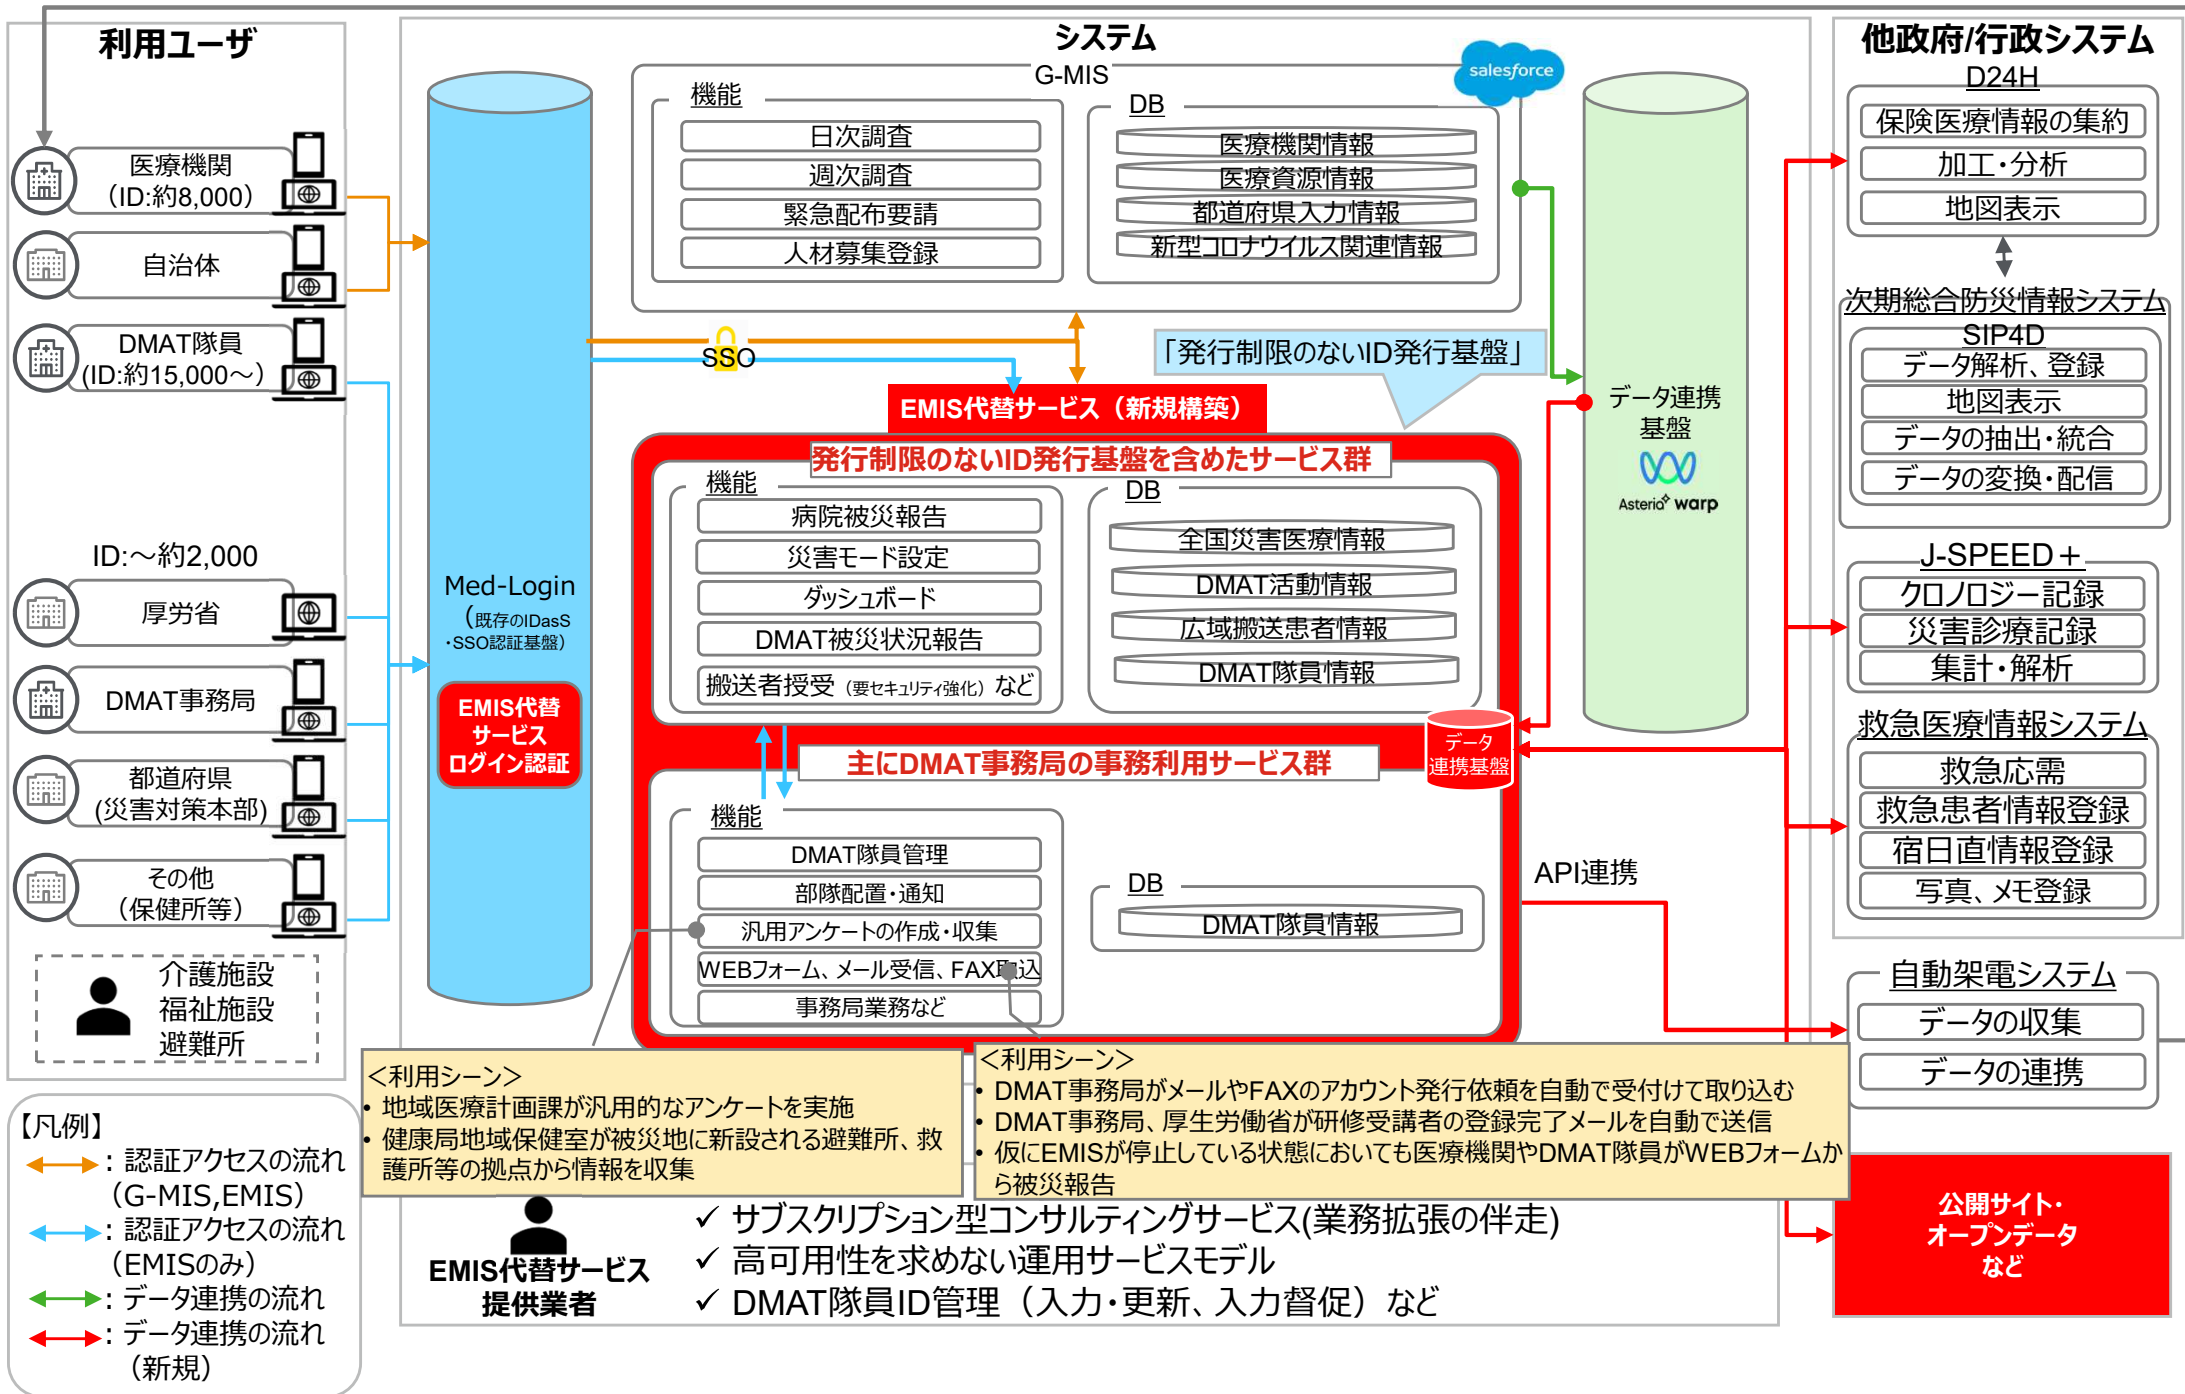 利用ユーザ
医療機関
（ID:約8,000）
自治体
DMAT隊員
(ID:約15,000～）
ID:～約2,000
厚労省
DMAT事務局
都道府県
(災害対策本部)
その他
（保健所等）
介護施設
福祉施設
避難所
【凡例】
：認証アクセスの流れ
（G-MIS,EMIS）
：認証アクセスの流れ
（EMISのみ）
：データ連携の流れ
：データ連携の流れ
（新規）
システム
Med-Login
（既存のIDasS
・SSO認証基盤）
EMIS代替
サービス
ログイン認証
G-MIS
salesforce
機能
日次調査
週次調査
緊急配布要請
人材募集登録
DB
医療機関情報
医療資源情報
都道府県入力情報
新型コロナウイルス関連情報
SSO
「発行制限のないID発行基盤」
EMIS代替サービス（新規構築）
発行制限のないID発行基盤を含めたサービス群
機能
病院被災報告
災害モード設定
ダッシュボード
DMAT被災状況報告
搬送者授受（要セキュリティ強化）など
DB
全国災害医療情報
DMAT活動情報
広域搬送患者情報
DMAT隊員情報
データ
連携基盤
主にDMAT事務局の事務利用サービス群
機能
DMAT隊員管理
部隊配置・通知
汎用アンケートの作成・収集
WEBフォーム、メール受信、FAX取込
事務局業務など
DB
DMAT隊員情報
データ連携
基盤
Asteria warp
API連携
＜利用シーン＞
• 地域医療計画課が汎用的なアンケートを実施
• 健康局地域保健室が被災地に新設される避難所、救
護所等の拠点から情報を収集
＜利用シーン＞
• DMAT事務局がメールやFAXのアカウント発行依頼を自動で受付けて取り込む
• DMAT事務局、厚生労働省が研修受講者の登録完了メールを自動で送信
• 仮にEMISが停止している状態においても医療機関やDMAT隊員がWEBフォームか
ら被災報告
EMIS代替サービス
提供業者
✓ サブスクリプション型コンサルティングサービス(業務拡張の伴走)
✓ 高可用性を求めない運用サービスモデル
✓ DMAT隊員ID管理（入力・更新、入力督促）など
他政府/行政システム
D24H
保険医療情報の集約
加工・分析
地図表示
次期総合防災情報システム
SIP4D
データ解析、登録
地図表示
データの抽出・統合
データの変換・配信
J-SPEED＋
クロノロジー記録
災害診療記録
集計・解析
救急医療情報システム
救急応需
救急患者情報登録
宿日直情報登録
写真、メモ登録
自動架電システム
データの収集
データの連携
公開サイト・
オープンデータ
など